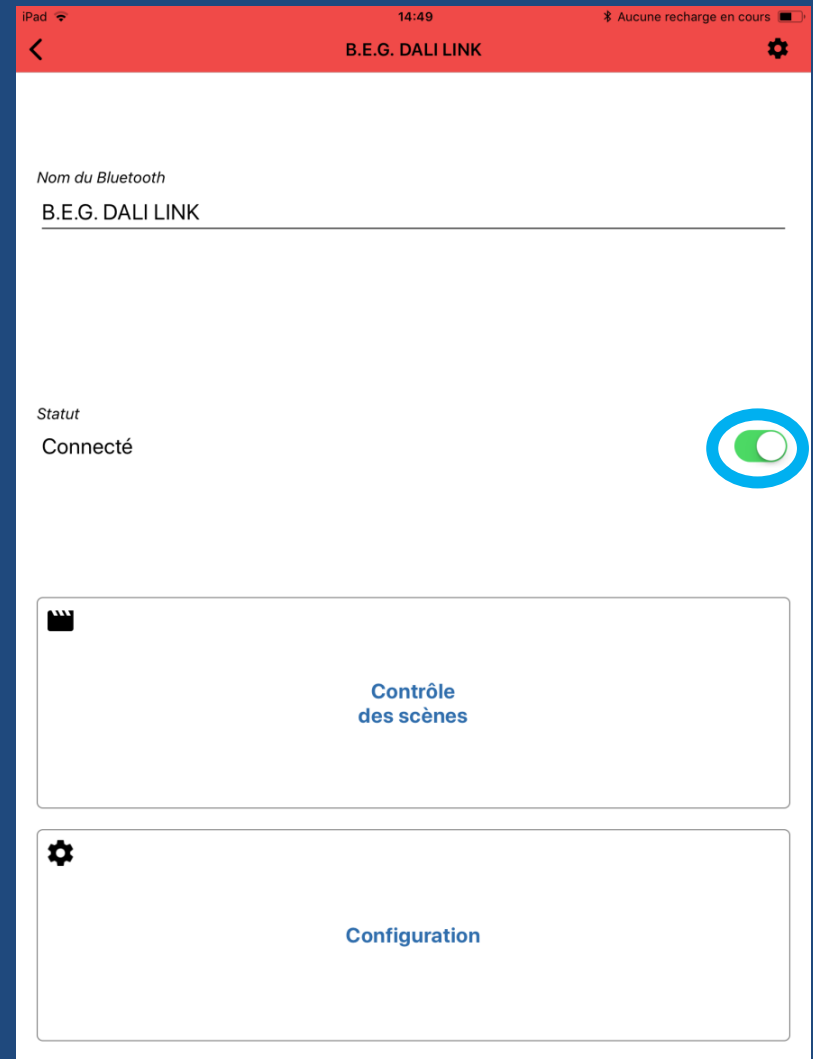 iPad 14:49 Aucune recharge en cours
B.E.G. DALI LINK
Nom du Bluetooth
B.E.G. DALI LINK
Statut
Connecté
Contrôle
des scènes
Configuration